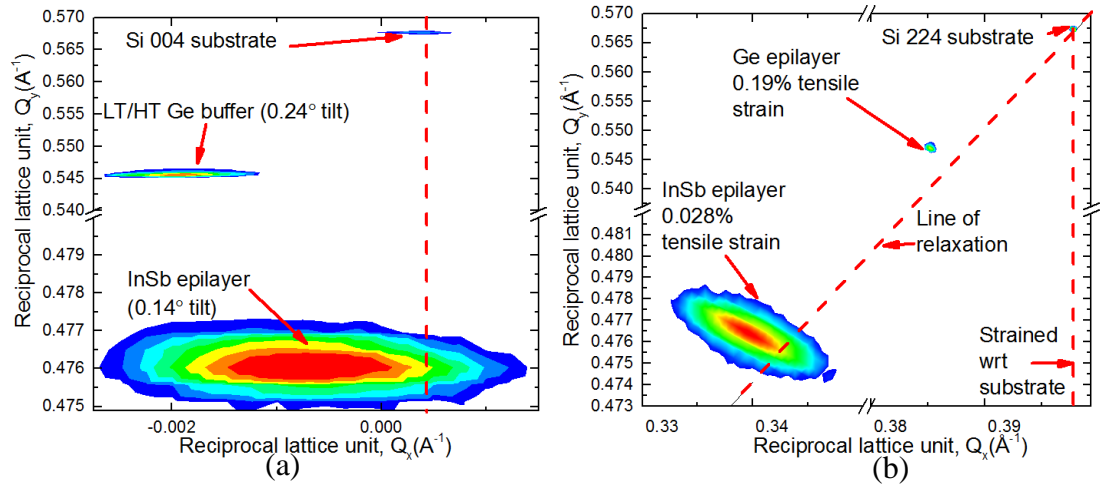 0.570
0.565
0.560
0.555
0.550
0.545
0.540
0.479
0.478
0.477
0.476
0.475
Reciprocal lattice unit, Qy(A-1)
Si 004 substrate
LT/HT Ge buffer (0.24° tilt)
InSb epilayer
(0.14° tilt)
-0.002
0.000
Reciprocal lattice unit, Qx(A-1)
(a)
0.570
0.565
0.560
0.555
0.550
0.545
0.540
0.481
0.480
0.479
0.478
0.477
0.476
0.475
0.474
0.473
Reciprocal lattice unit, Qy(Å-1)
Si 224 substrate
Ge epilayer
0.19% tensile
strain
InSb epilayer
0.028%
tensile strain
Line of
relaxation
Strained
wrt
substrate
0.33
0.34
0.35
0.38
0.39
Reciprocal lattice unit, Qx(Å-1)
(b)